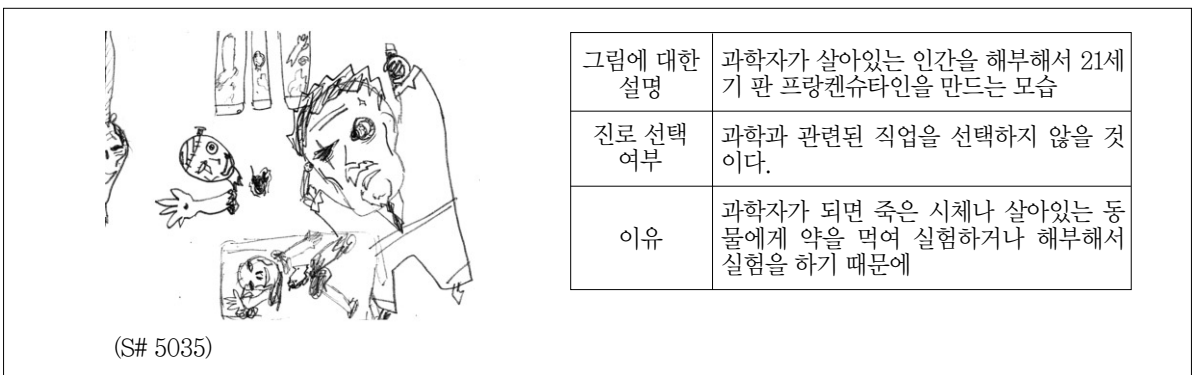 그림에 대한
설명
과학자가 살아있는 인간을 해부해서 21세
기 판 프랑켄슈타인을 만드는 모습
진로 선택
여부
과학과 관련된 직업을 선택하지 않을 것
이다.
이유
과학자가 되면 죽은 시체나 살아있는 동
물에게 약을 먹여 실험하거나 해부해서
실험을 하기 때문에
(S# 5035)